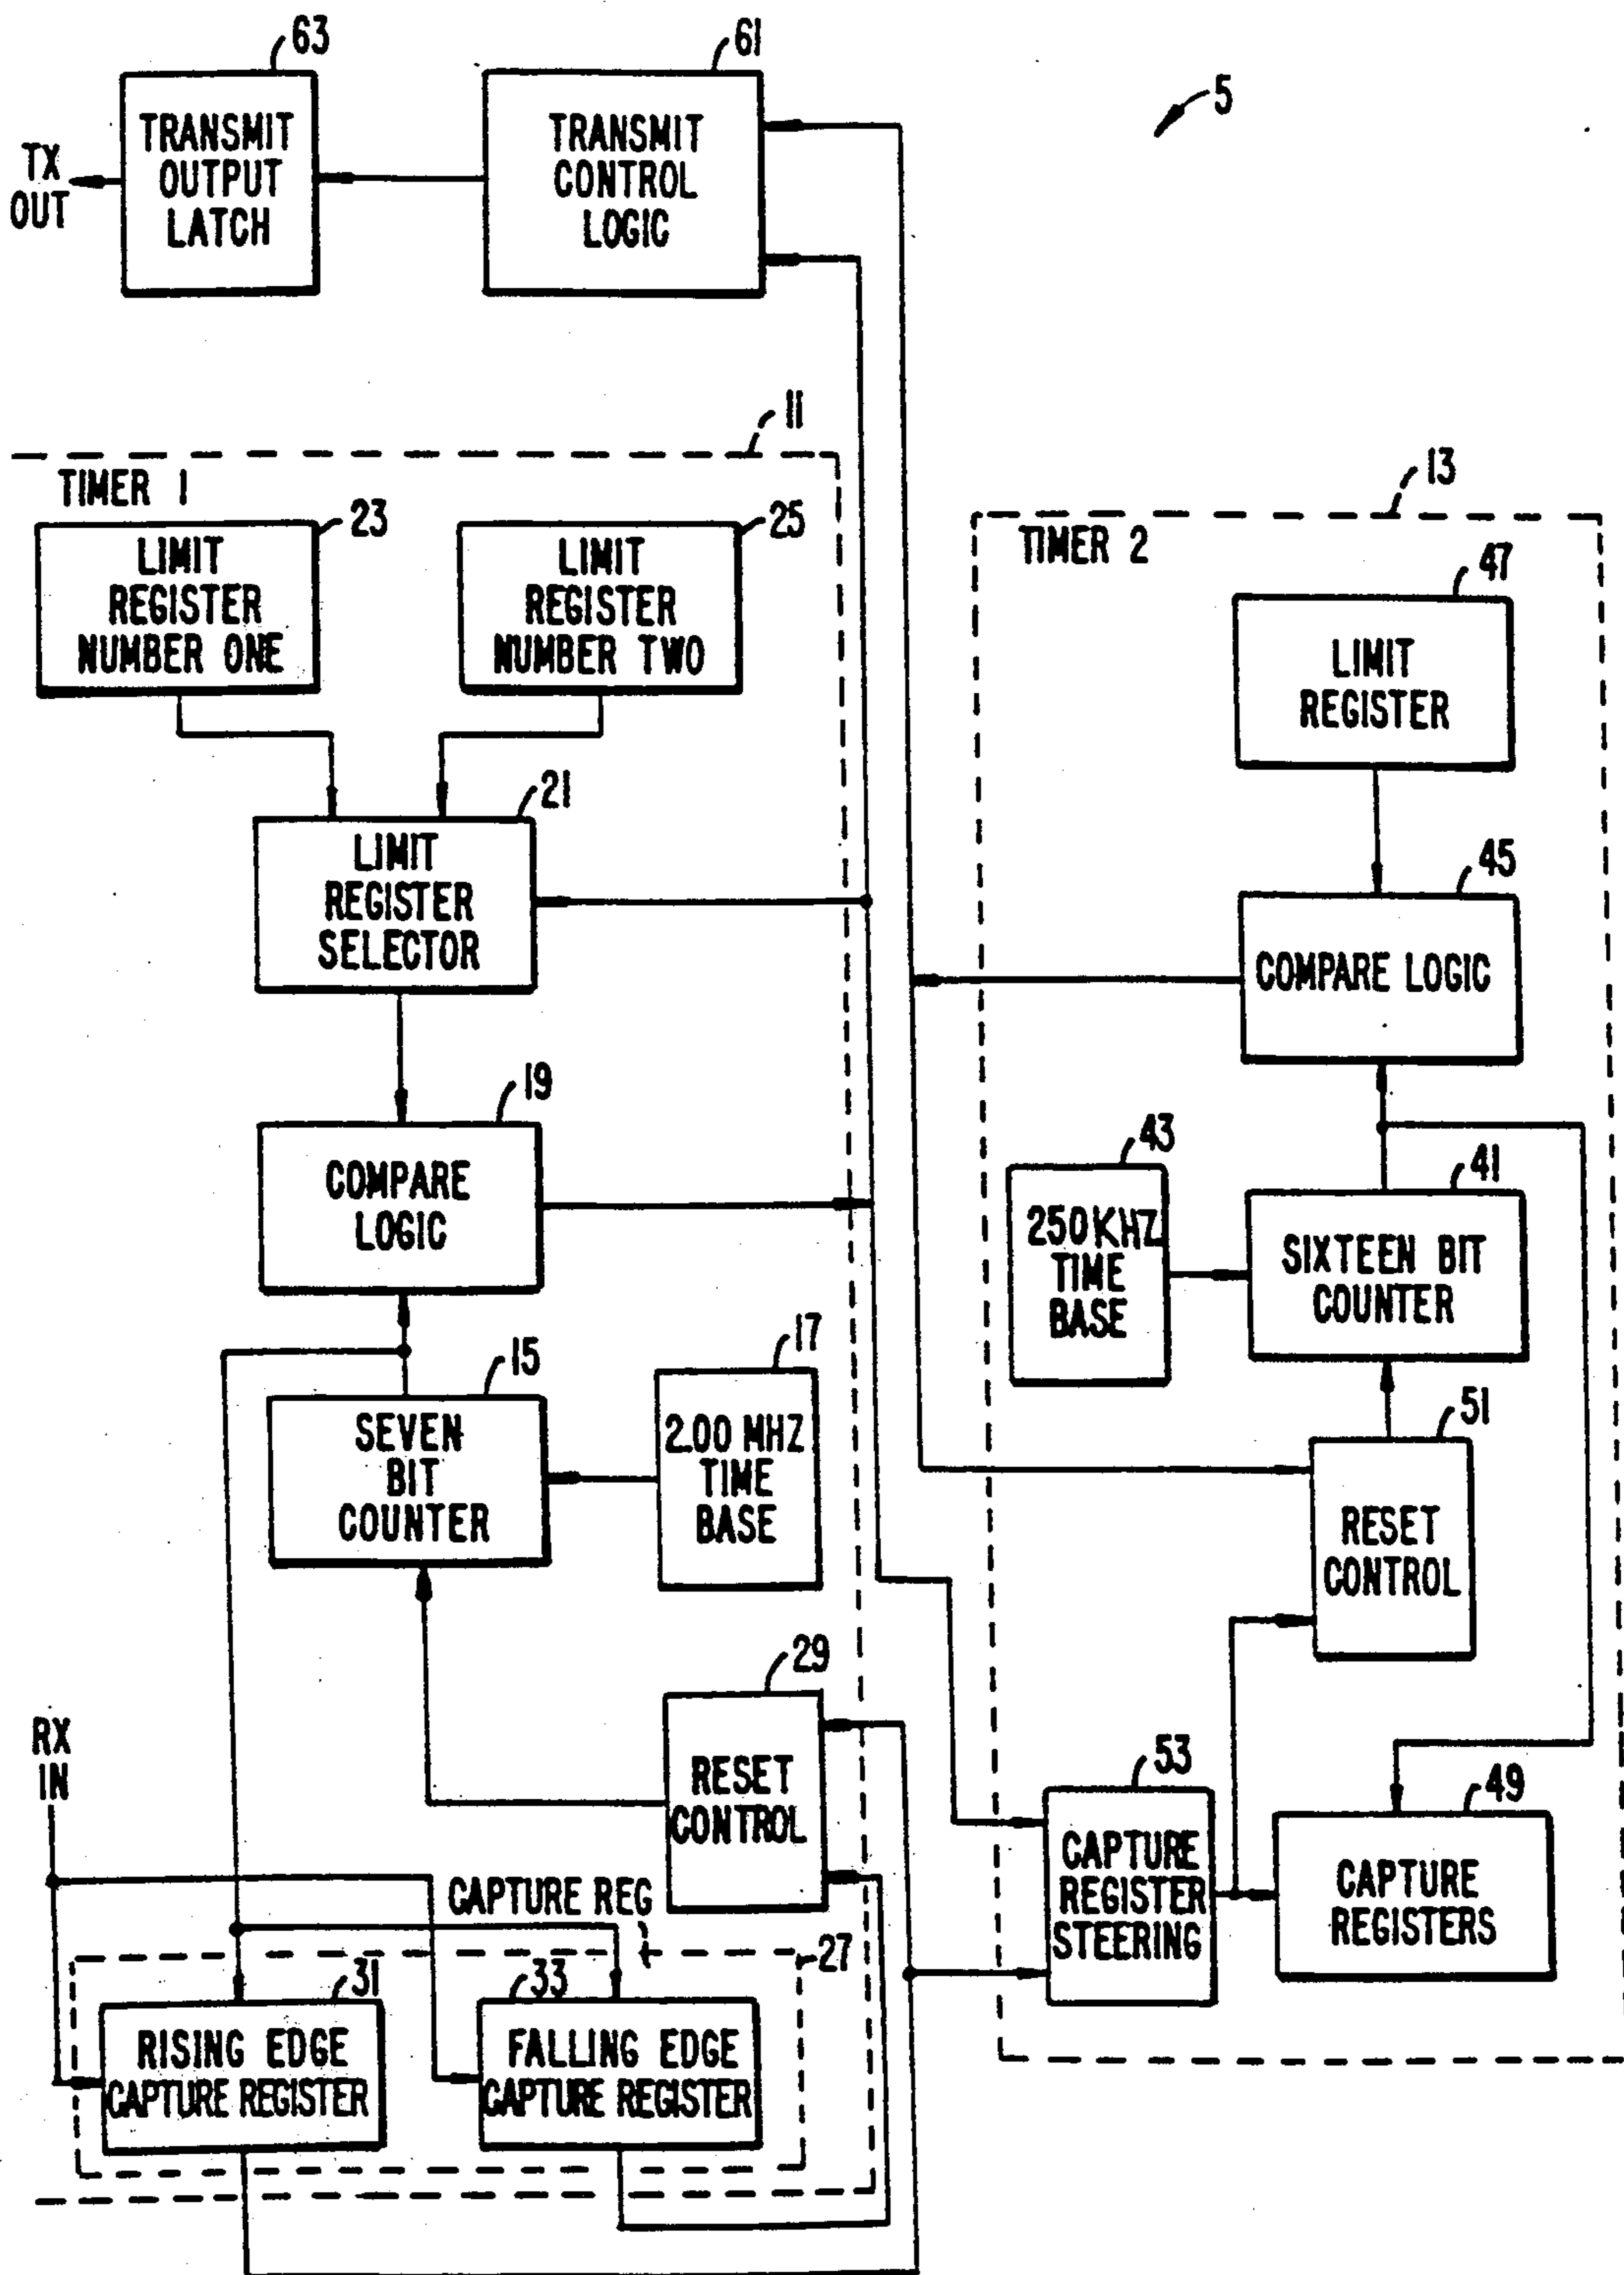 63
61
5
TRANSMIT
OUTPUT
LATCH
TRANSMIT
CONTROL
LOGIC
TX
OUT
11
TIMER 1
23
LIMIT
REGISTER
NUMBER ONE
25
LIMIT
REGISTER
NUMBER TWO
13
TIMER 2
47
LIMIT
REGISTER
21
LIMIT
REGISTER
SELECTOR
45
COMPARE LOGIC
19
COMPARE
LOGIC
43
250 KHZ
TIME
BASE
41
SIXTEEN BIT
COUNTER
15
SEVEN
BIT
COUNTER
17
2.00 MHZ
TIME
BASE
51
RESET
CONTROL
29
RESET
CONTROL
RX
IN
53
CAPTURE
REGISTER
STEERING
49
CAPTURE
REGISTERS
CAPTURE REG
27
31
RISING EDGE
CAPTURE REGISTER
33
FALLING EDGE
CAPTURE REGISTER